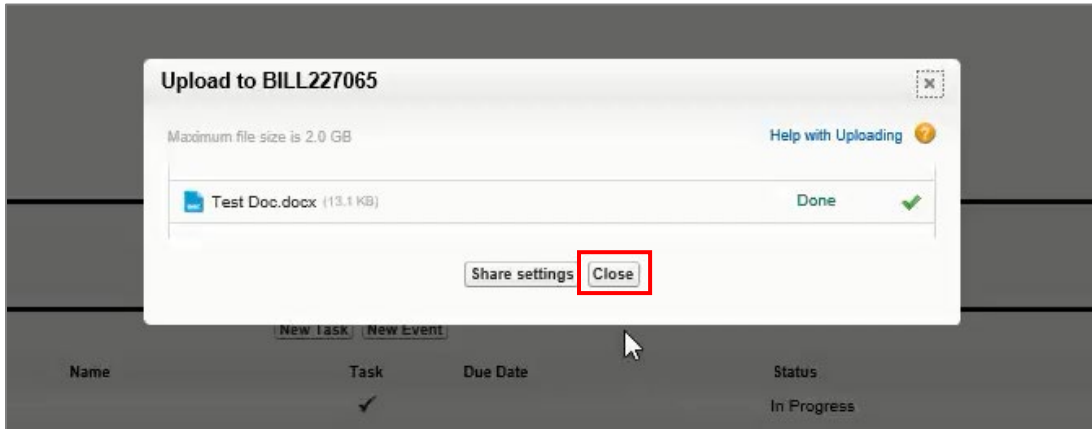 Upload to BILL227065
Maximum file size is 2.0 GB
Help with Uploading ?
Test Doc.docx (13.1 KB) Done
Share settings Close
New Task New Event
Name Task Due Date Status
In Progress